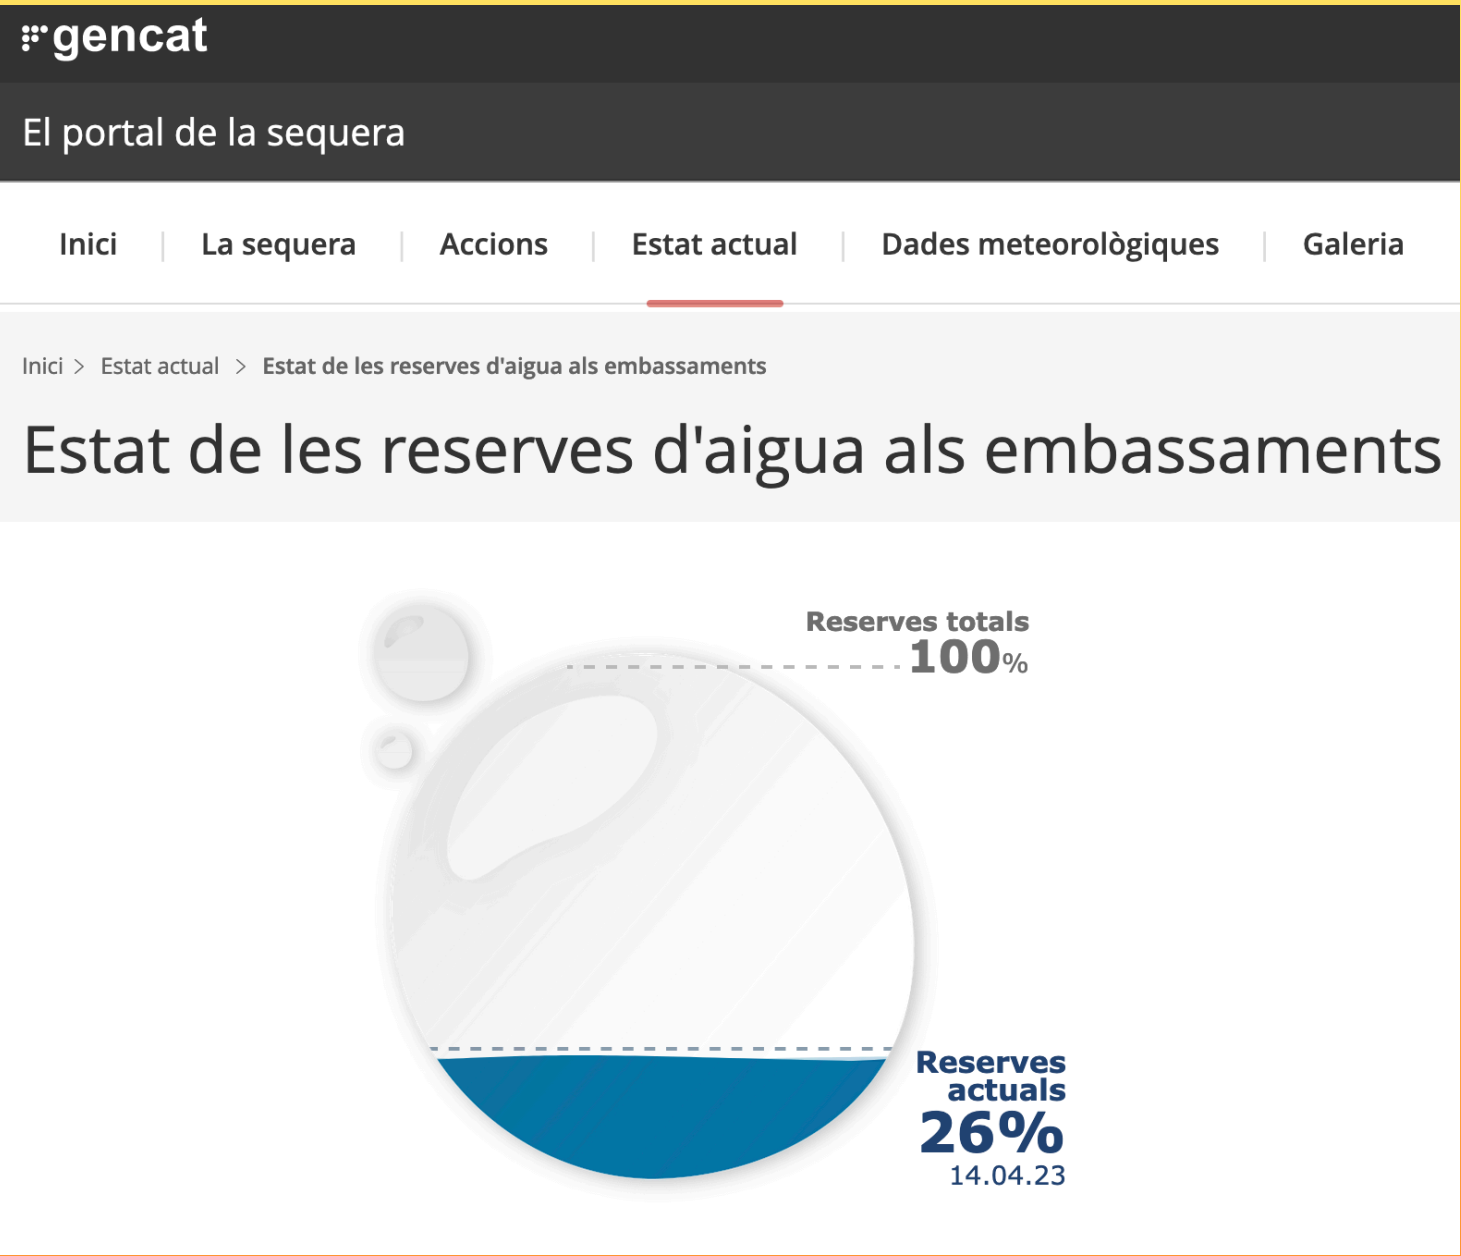 gencat
El portal de la sequera
Inici | La sequera | Accions | Estat actual | Dades meteorològiques | Galeria
Inici > Estat actual > Estat de les reserves d'aigua als embassaments
Estat de les reserves d'aigua als embassaments
Reserves totals
100%
Reserves
actuals
26%
14.04.23